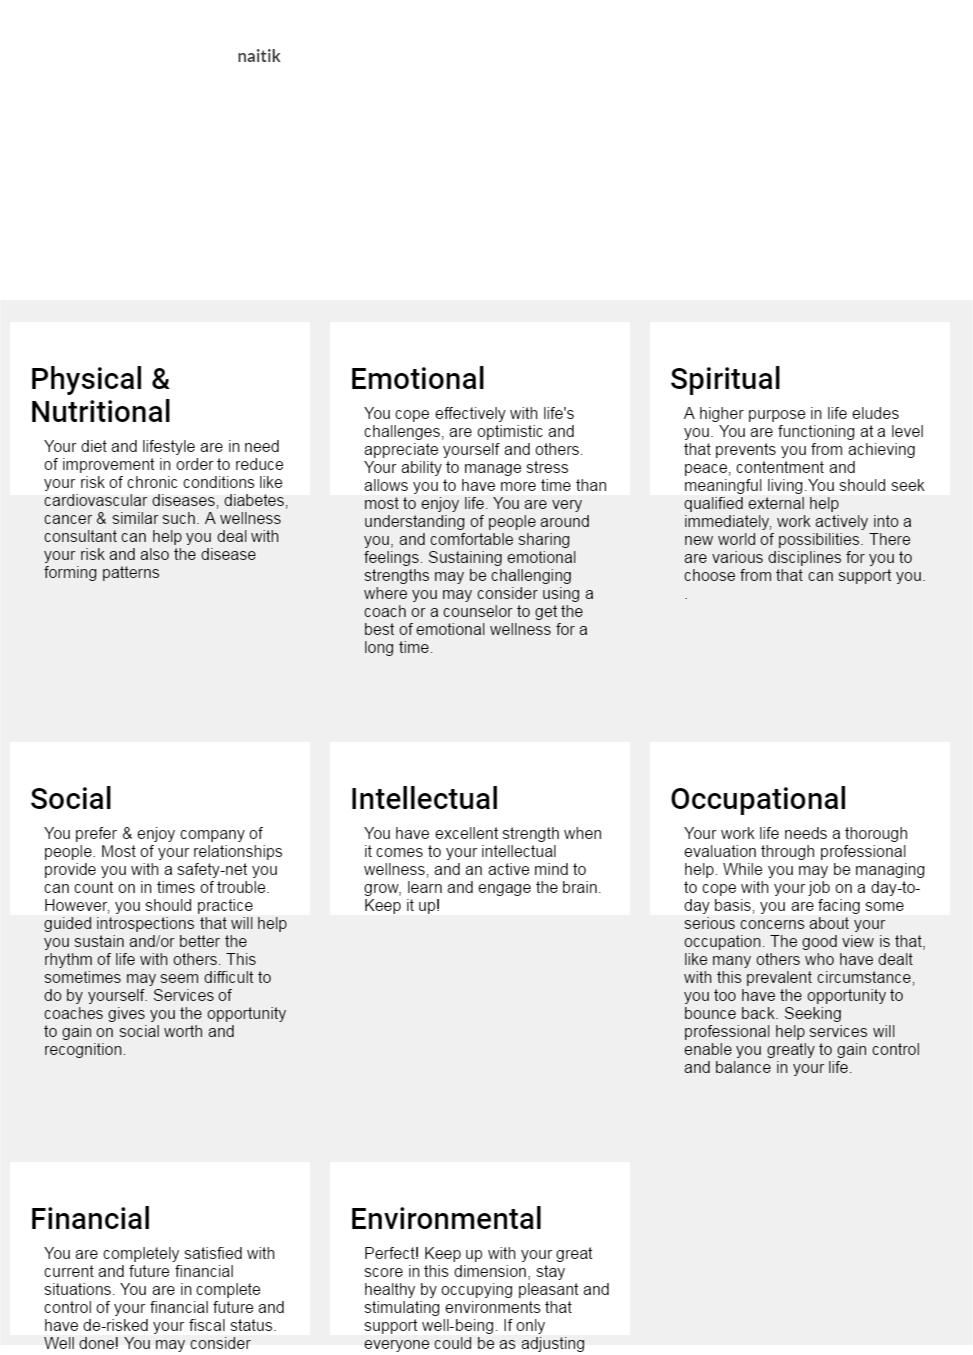 naitik
Physical &
Nutritional
Your diet and lifestyle are in need
of improvement in order to reduce
your risk of chronic conditions like
cardiovascular diseases, diabetes,
cancer & similar such. A wellness
consultant can help you deal with
your risk and also the disease
forming patterns
Emotional
You cope effectively with life's
challenges, are optimistic and
appreciate yourself and others.
Your ability to manage stress
allows you to have more time than
most to enjoy life. You are very
understanding of people around
you, and comfortable sharing
feelings. Sustaining emotional
strengths may be challenging
where you may consider using a
coach or a counselor to get the
best of emotional wellness for a
long time.
Spiritual
A higher purpose in life eludes
you. You are functioning at a level
that prevents you from achieving
peace, contentment and
meaningful living.You should seek
qualified external help
immediately, work actively into a
new world of possibilities. There
are various disciplines for you to
choose from that can support you.
.
Social
You prefer & enjoy company of
people. Most of your relationships
provide you with a safety-net you
can count on in times of trouble.
However, you should practice
guided introspections that will help
you sustain and/or better the
rhythm of life with others. This
sometimes may seem difficult to
do by yourself. Services of
coaches gives you the opportunity
to gain on social worth and
recognition.
Intellectual
You have excellent strength when
it comes to your intellectual
wellness, and an active mind to
grow, learn and engage the brain.
Keep it up!
Occupational
Your work life needs a thorough
evaluation through professional
help. While you may be managing
to cope with your job on a day-to-
day basis, you are facing some
serious concerns about your
occupation. The good view is that,
like many others who have dealt
with this prevalent circumstance,
you too have the opportunity to
bounce back. Seeking
professional help services will
enable you greatly to gain control
and balance in your life.
Financial
You are completely satisfied with
current and future financial
situations. You are in complete
control of your financial future and
have de-risked your fiscal status.
Well done! You may consider
Environmental
Perfect! Keep up with your great
score in this dimension, stay
healthy by occupying pleasant and
stimulating environments that
support well-being. If only
everyone could be as adjusting